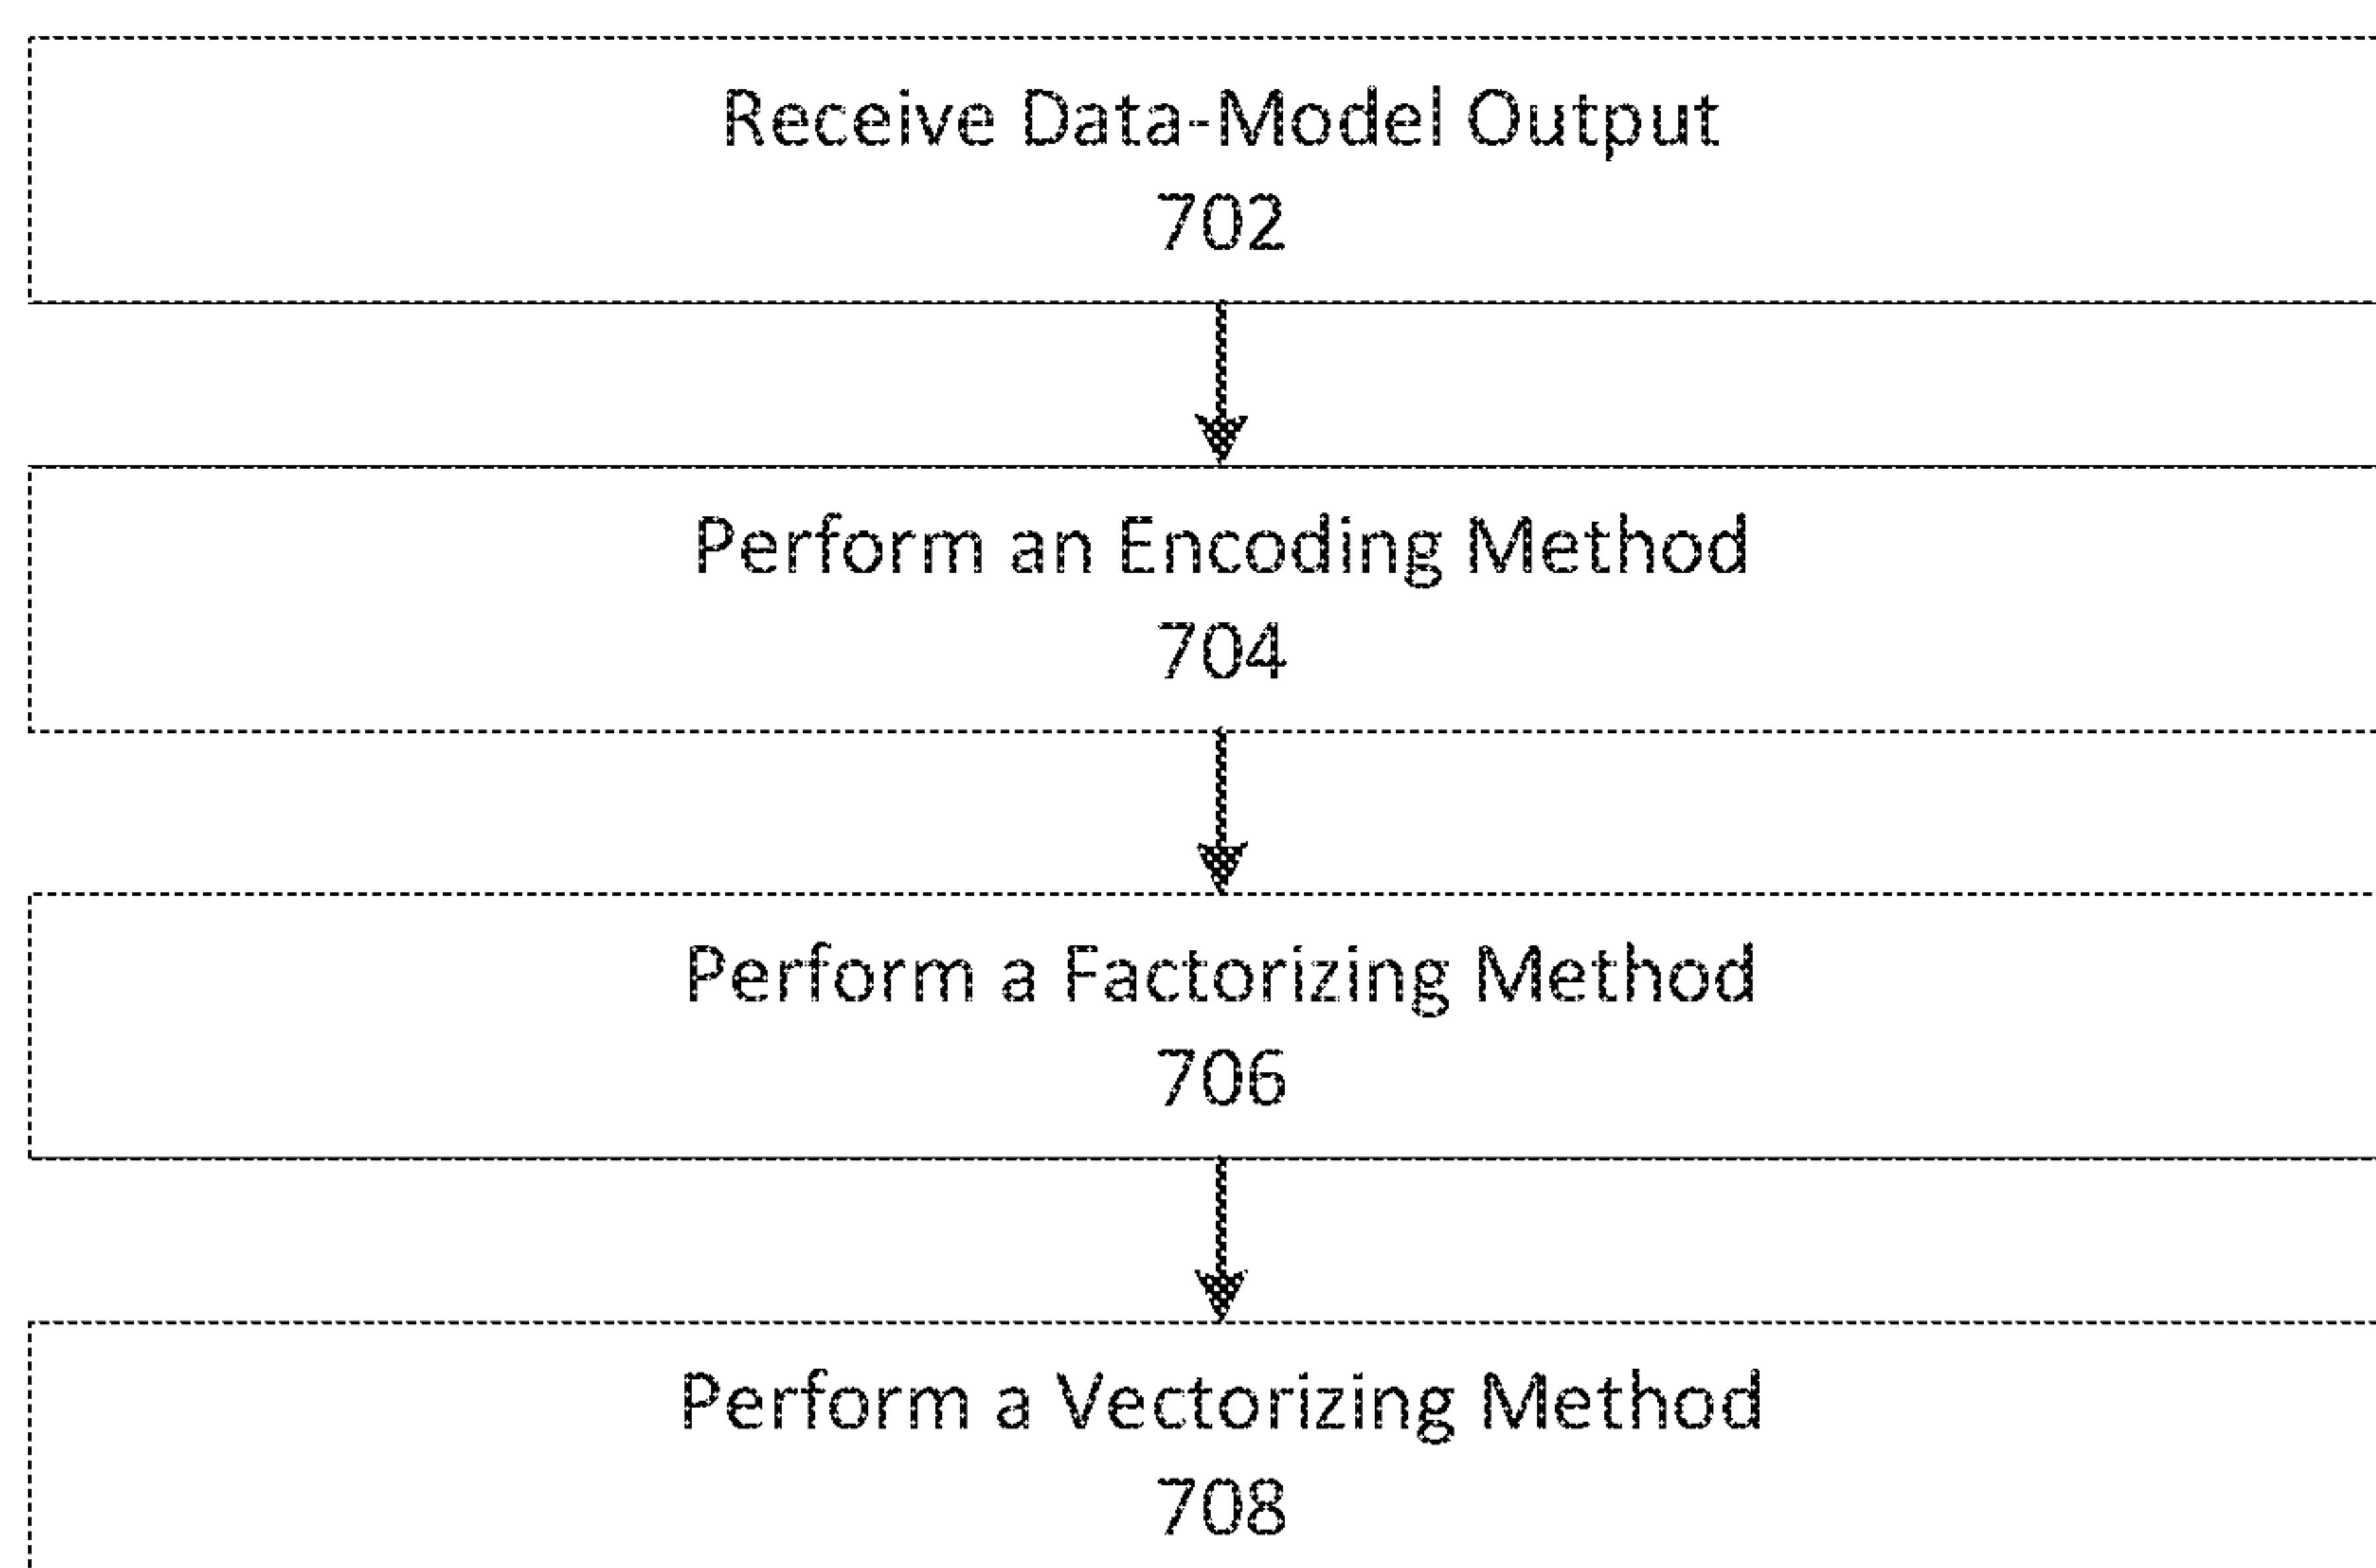 Receive Data-Model Output
702
Perform an Encoding Method
704
Perform a Factorizing Method
706
Perform a Vectorizing Method
708